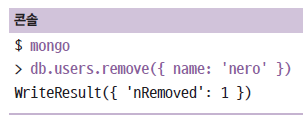 콘솔
$ mongo
> db.users.remove({ name: 'nero' })
WriteResult({ 'nRemoved': 1 })